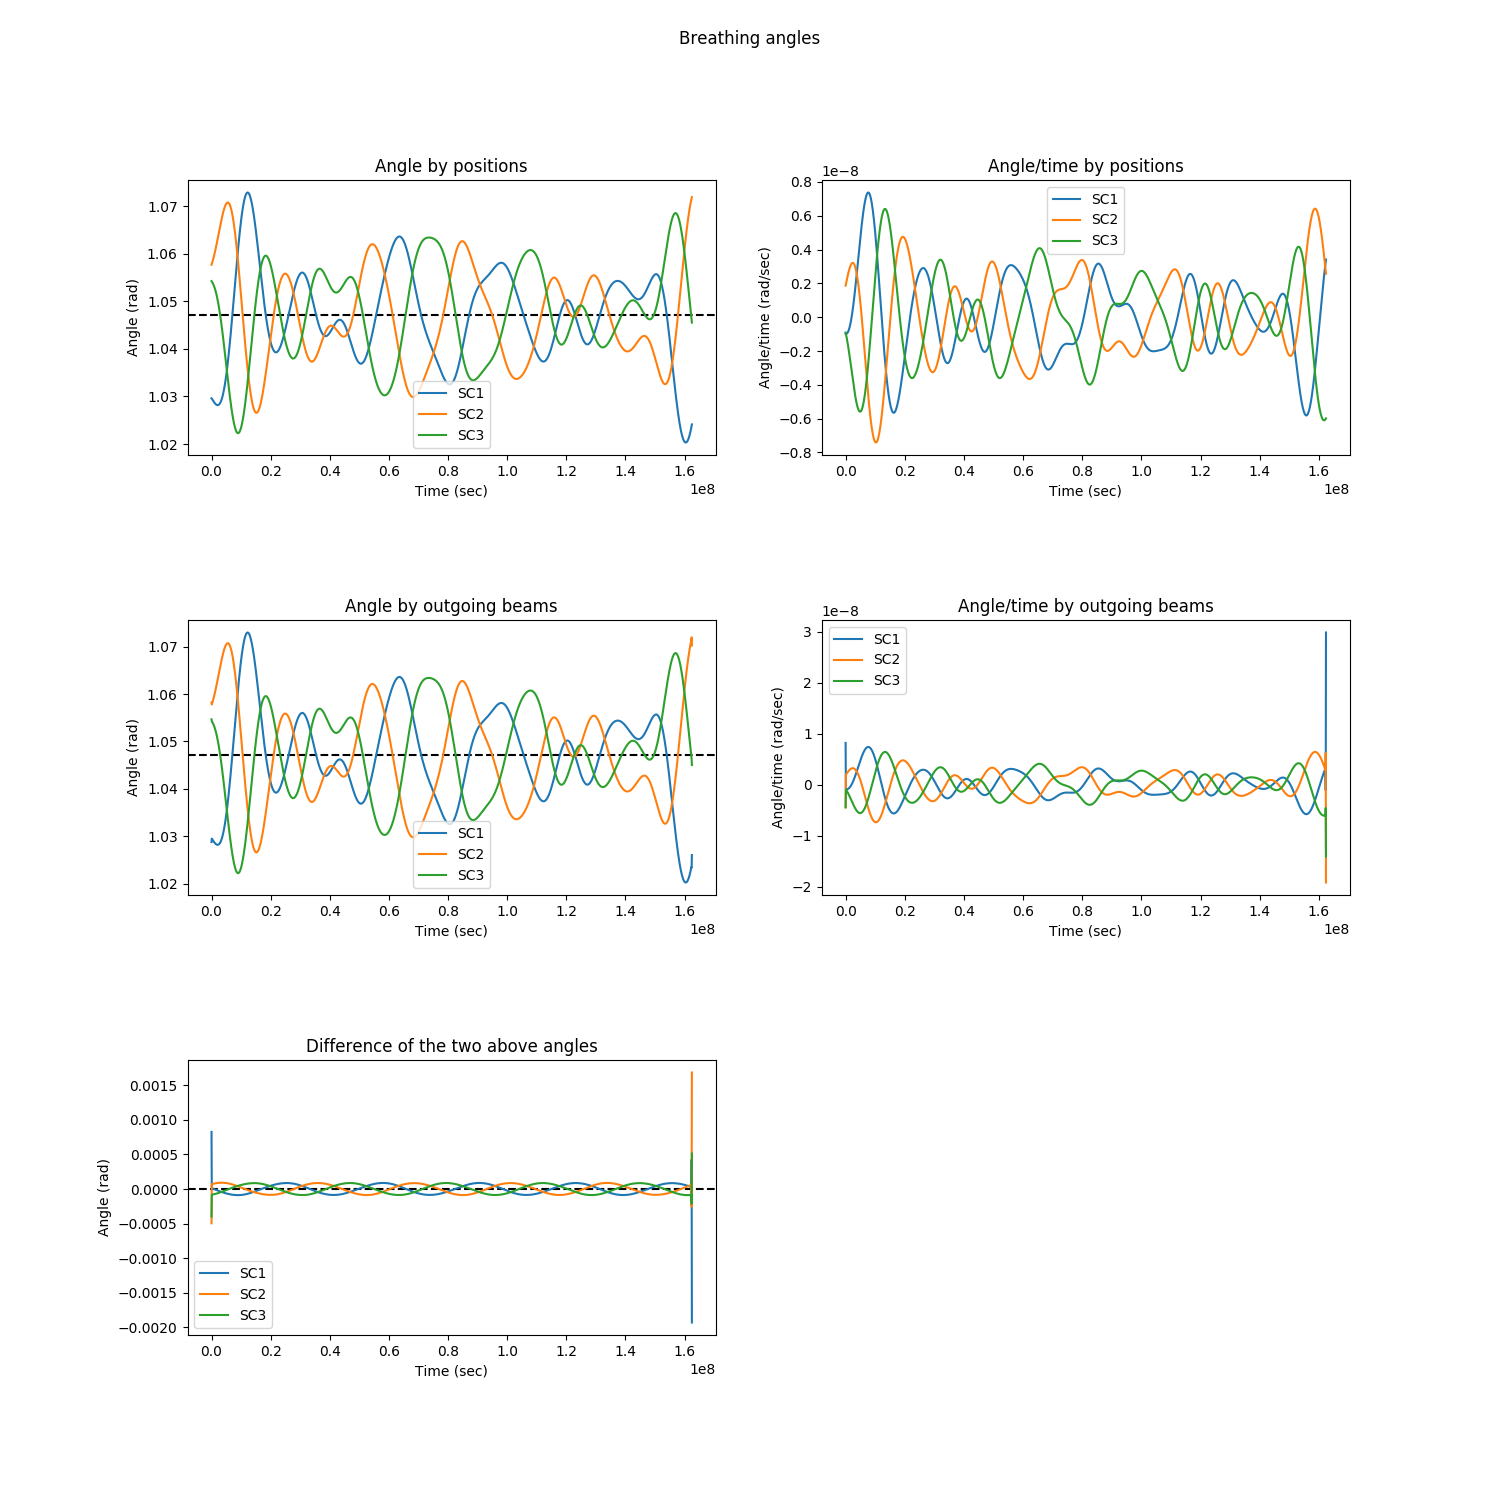 Breathing angles
Angle by positions
Angle (rad)
1.07
1.06
1.05
1.04
1.03
1.02
SC1
SC2
SC3
0.0 0.2 0.4 0.6 0.8 1.0 1.2 1.4 1.6
1e8
Time (sec)
Angle/time by positions
1e−8
Angle/time (rad/sec)
0.8
0.6
0.4
0.2
0.0
−0.2
−0.4
−0.6
−0.8
SC1
SC2
SC3
0.0 0.2 0.4 0.6 0.8 1.0 1.2 1.4 1.6
1e8
Time (sec)
Angle by outgoing beams
Angle (rad)
1.07
1.06
1.05
1.04
1.03
1.02
SC1
SC2
SC3
0.0 0.2 0.4 0.6 0.8 1.0 1.2 1.4 1.6
1e8
Time (sec)
Angle/time by outgoing beams
1e−8
Angle/time (rad/sec)
3
2
1
0
−1
−2
SC1
SC2
SC3
0.0 0.2 0.4 0.6 0.8 1.0 1.2 1.4 1.6
1e8
Time (sec)
Difference of the two above angles
Angle (rad)
0.0015
0.0010
0.0005
0.0000
−0.0005
−0.0010
−0.0015
−0.0020
SC1
SC2
SC3
0.0 0.2 0.4 0.6 0.8 1.0 1.2 1.4 1.6
1e8
Time (sec)